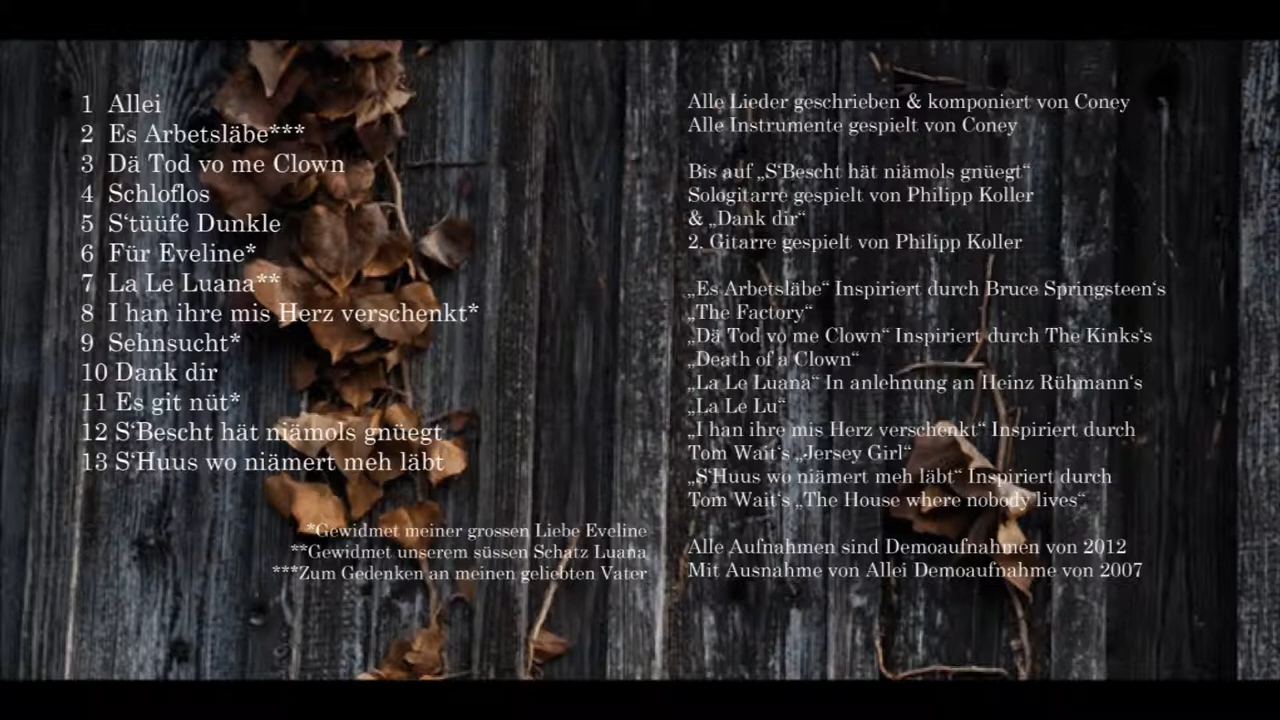 1 Allei
2 Es Arbetsläbe***
3 Dä Tod vo me Clown
4 Schloflos
5 S‘tüüfe Dunkle
6 Für Eveline*
7 La Le Luana**
8 I han ihre mis Herz verschenkt*
9 Sehnsucht*
10 Dank dir
11 Es git nüt*
12 S‘Bescht hät niämols gnüegt
13 S‘Huus wo niämert meh läbt
*Gewidmet meiner grossen Liebe Eveline
**Gewidmet unserem süssen Schatz Luana
***Zum Gedenken an meinen geliebten Vater
Alle Lieder geschrieben & komponiert von Coney
Alle Instrumente gespielt von Coney
Bis auf „S‘Bescht hät niämols gnüegt“
Sologitarre gespielt von Philipp Koller
& „Dank dir“
2. Gitarre gespielt von Philipp Koller
„Es Arbetsläbe“ Inspiriert durch Bruce Springsteen‘s
„The Factory“
„Dä Tod vo me Clown“ Inspiriert durch The Kinks‘s
„Death of a Clown“
„La Le Luana“ In anlehnung an Heinz Rühmann‘s
„La Le Lu“
„I han ihre mis Herz verschenkt“ Inspiriert durch
Tom Wait‘s „Jersey Girl“
„S‘Huus wo niämert meh läbt“ Inspiriert durch
Tom Wait‘s „The House where nobody lives“
Alle Aufnahmen sind Demoaufnahmen von 2012
Mit Ausnahme von Allei Demoaufnahme von 2007